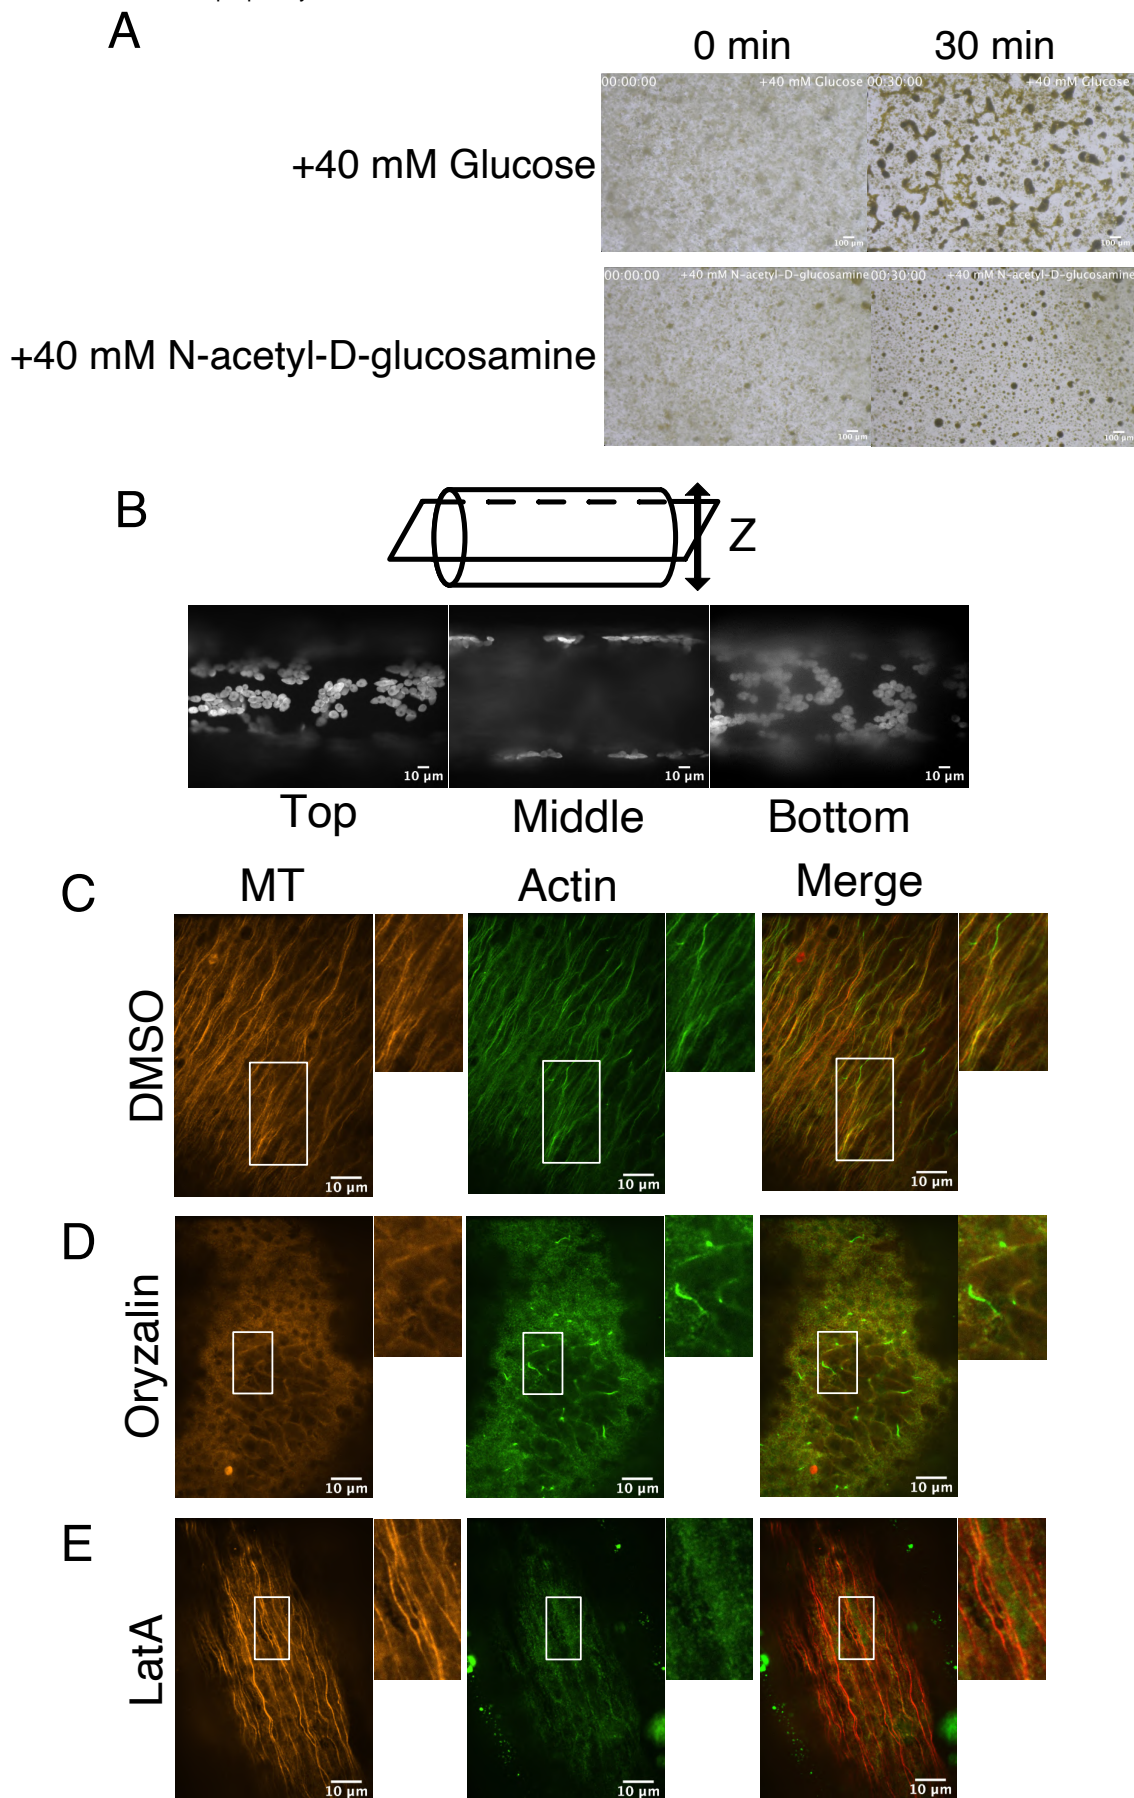 A
0 min 30 min
+40 mM Glucose
00:00:00 +40 mM Glucose
00:30:00 +40 mM Glucose
100 µm
100 µm
+40 mM N-acetyl-D-glucosamine
00:00:00 +40 mM N-acetyl-D-glucosamine
00:30:00 +40 mM N-acetyl-D-glucosamine
100 µm
100 µm
B
Z
10 µm
10 µm
10 µm
Top Middle Bottom
C
MT Actin Merge
DMSO
10 µm
10 µm
10 µm
D
Oryzalin
10 µm
10 µm
10 µm
E
LatA
10 µm
10 µm
10 µm